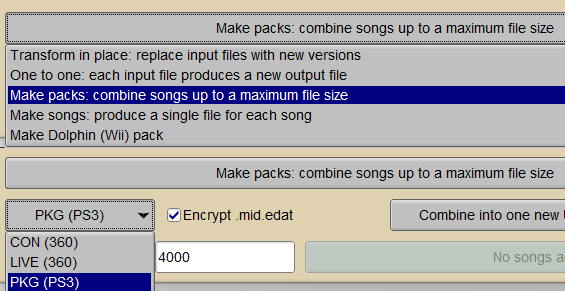 Make packs: combine songs up to a maximum file size
Transform in place: replace input files with new versions
One to one: each input file produces a new output file
Make packs: combine songs up to a maximum file size
Make songs: produce a single file for each song
Make Dolphin (Wii) pack
Make packs: combine songs up to a maximum file size
PKG (PS3) Encrypt .mid.edat Combine into one new
CON (360)
LIVE (360) 4000 No songs
PKG (PS3)